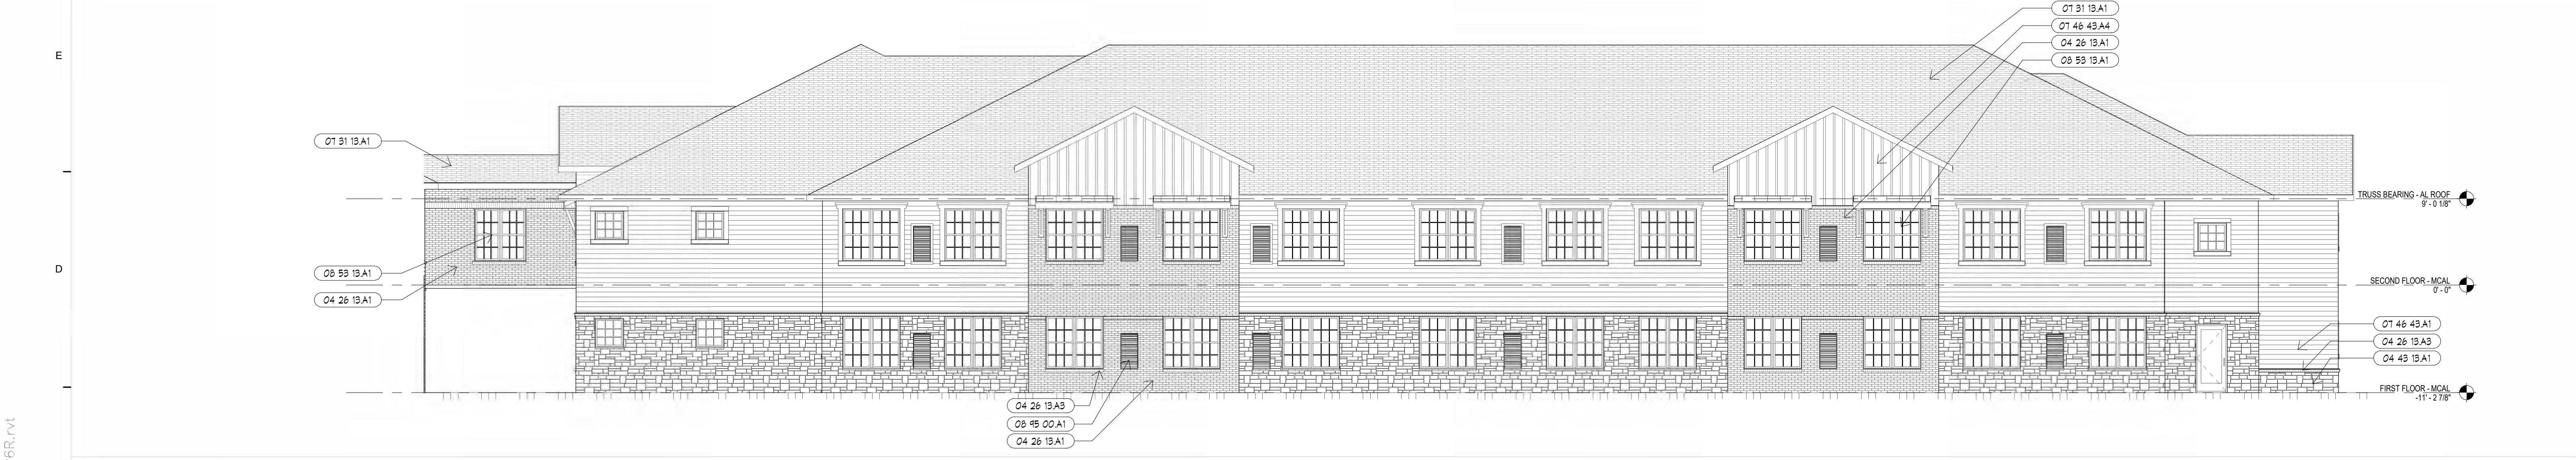 E
07 31 13.A1
07 46 43.A4
04 26 13.A1
08 53 13.A1
07 31 13.A1
TRUSS BEARING - AL ROOF
9' - 0 1/8"
D
08 53 13.A1
04 26 13.A1
SECOND FLOOR - MCAL
0' - 0"
07 46 43.A1
04 26 13.A3
04 43 13.A1
FIRST FLOOR - MCAL
-11' - 2 7/8"
04 26 13.A3
08 95 00.A1
04 26 13.A1
6R.rvt